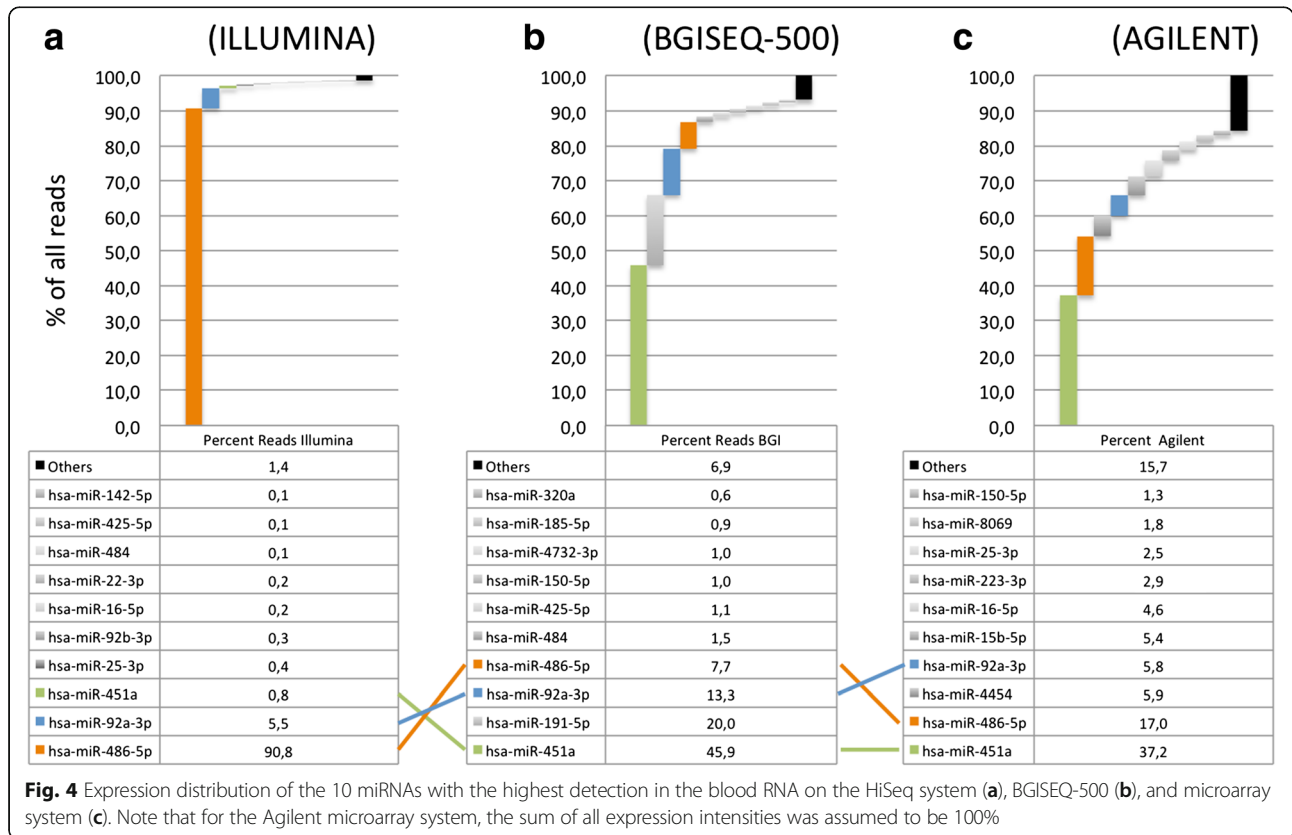 a (ILLUMINA)
% of all reads
100,0
90,0
80,0
70,0
60,0
50,0
40,0
30,0
20,0
10,0
0,0
Percent Reads Illumina
Others 1,4
hsa-miR-142-5p 0,1
hsa-miR-425-5p 0,1
hsa-miR-484 0,1
hsa-miR-22-3p 0,2
hsa-miR-16-5p 0,2
hsa-miR-92b-3p 0,3
hsa-miR-25-3p 0,4
hsa-miR-451a 0,8
hsa-miR-92a-3p 5,5
hsa-miR-486-5p 90,8
b (BGISEQ-500)
100,0
90,0
80,0
70,0
60,0
50,0
40,0
30,0
20,0
10,0
0,0
Percent Reads BGI
Others 6,9
hsa-miR-320a 0,6
hsa-miR-185-5p 0,9
hsa-miR-4732-3p 1,0
hsa-miR-150-5p 1,0
hsa-miR-425-5p 1,1
hsa-miR-484 1,5
hsa-miR-486-5p 7,7
hsa-miR-92a-3p 13,3
hsa-miR-191-5p 20,0
hsa-miR-451a 45,9
c (AGILENT)
100,0
90,0
80,0
70,0
60,0
50,0
40,0
30,0
20,0
10,0
0,0
Percent Agilent
Others 15,7
hsa-miR-150-5p 1,3
hsa-miR-8069 1,8
hsa-miR-25-3p 2,5
hsa-miR-223-3p 2,9
hsa-miR-16-5p 4,6
hsa-miR-15b-5p 5,4
hsa-miR-92a-3p 5,8
hsa-miR-4454 5,9
hsa-miR-486-5p 17,0
hsa-miR-451a 37,2
Fig. 4 Expression distribution of the 10 miRNAs with the highest detection in the blood RNA on the HiSeq system (a), BGISEQ-500 (b), and microarray
system (c). Note that for the Agilent microarray system, the sum of all expression intensities was assumed to be 100%